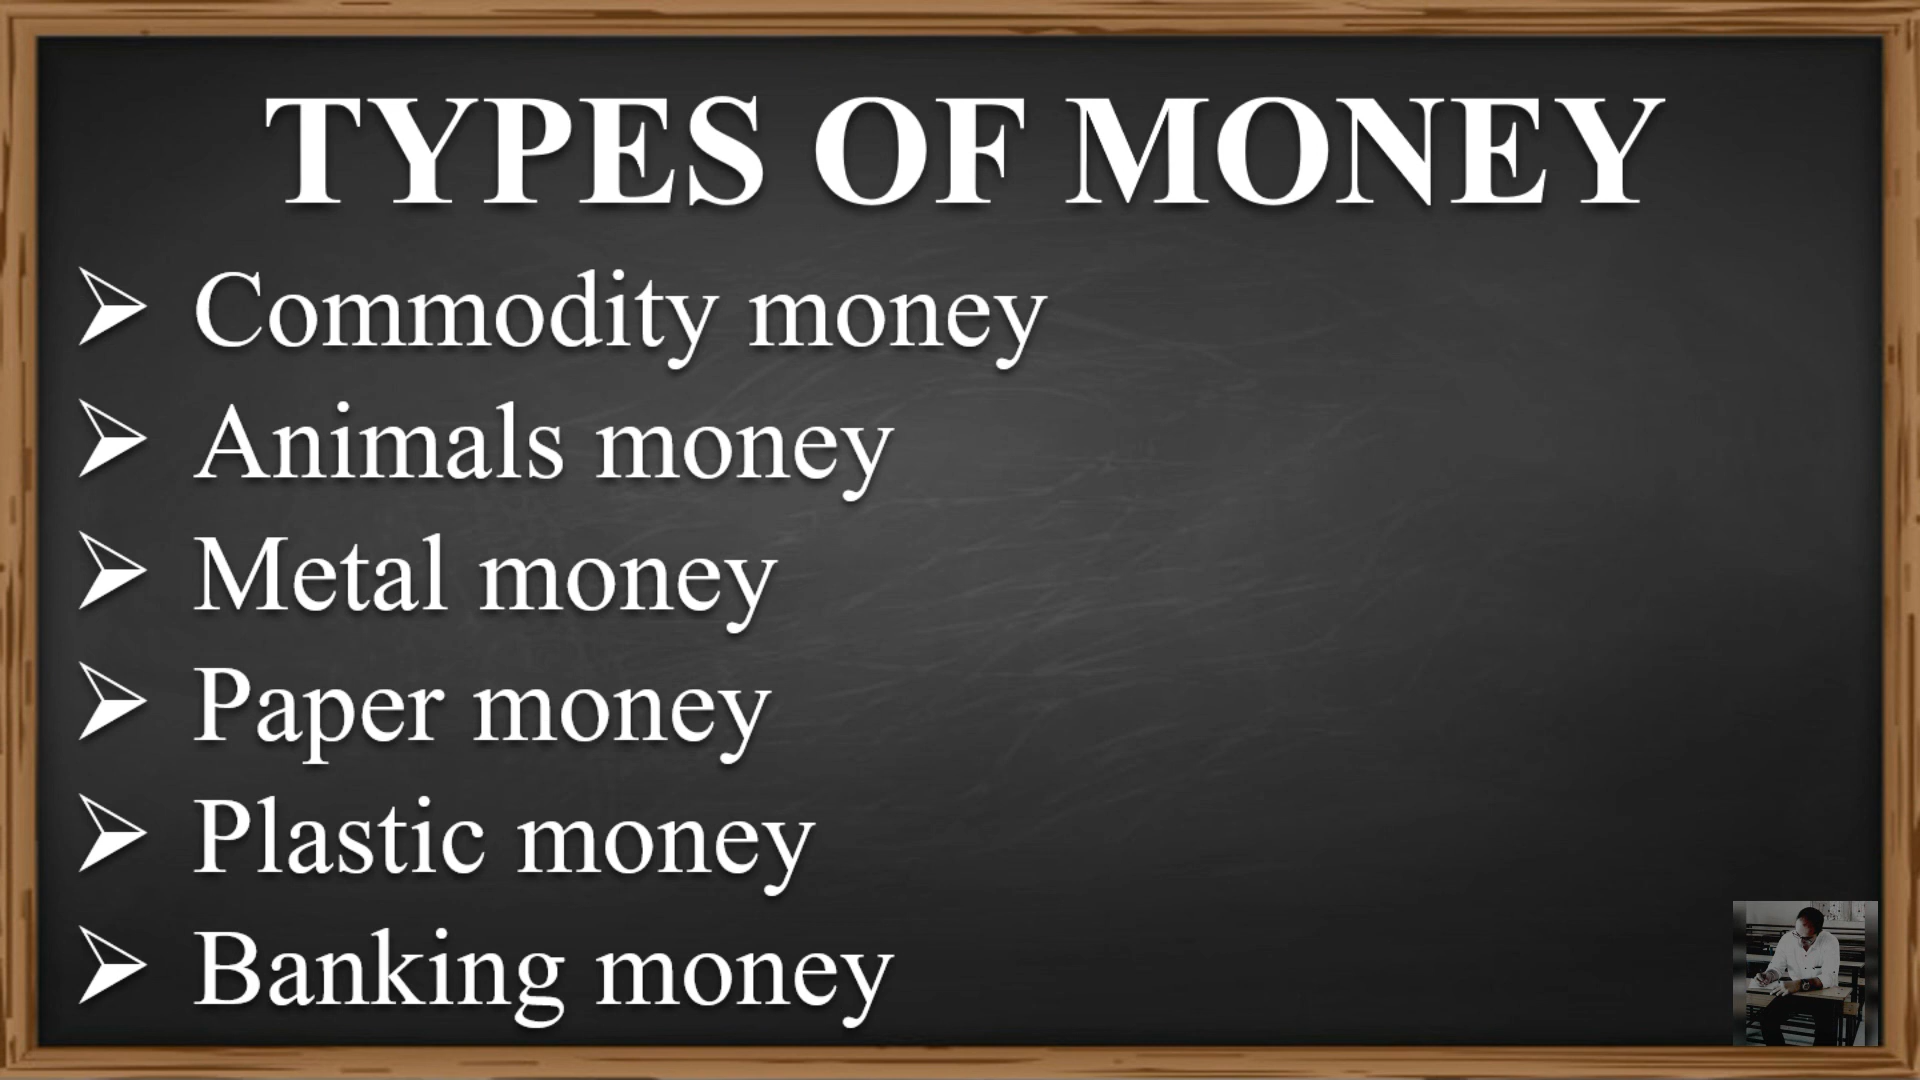 TYPES OF MONEY
➢ Commodity money
➢ Animals money
➢ Metal money
➢ Paper money
➢ Plastic money
➢ Banking money